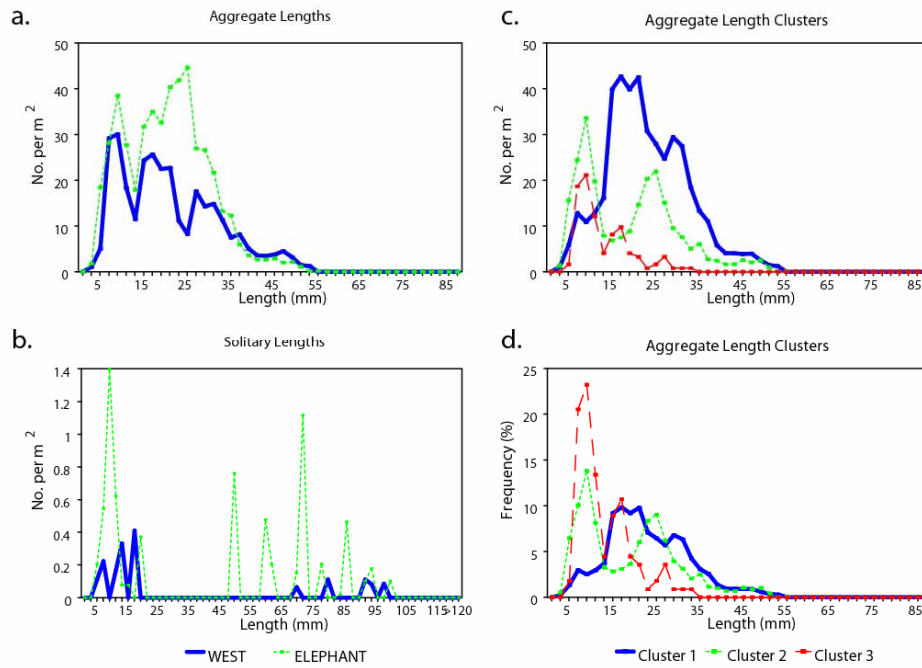 a.
Aggregate Lengths
50
40
30
20
10
0
No. per m 2
5 15 25 35 45 55 65 75 85
Length (mm)
b.
Solitary Lengths
1.4
1.2
1
0.8
0.6
0.4
0.2
0
No. per m 2
5 15 25 35 45 55 65 75 85 95 105 115-120
Length (mm)
WEST ELEPHANT
c.
Aggregate Length Clusters
50
40
30
20
10
0
No. per m 2
5 15 25 35 45 55 65 75 85
Length (mm)
d.
Aggregate Length Clusters
25
20
15
10
5
0
Frequency (%)
5 15 25 35 45 55 65 75 85
Length (mm)
Cluster 1 Cluster 2 Cluster 3